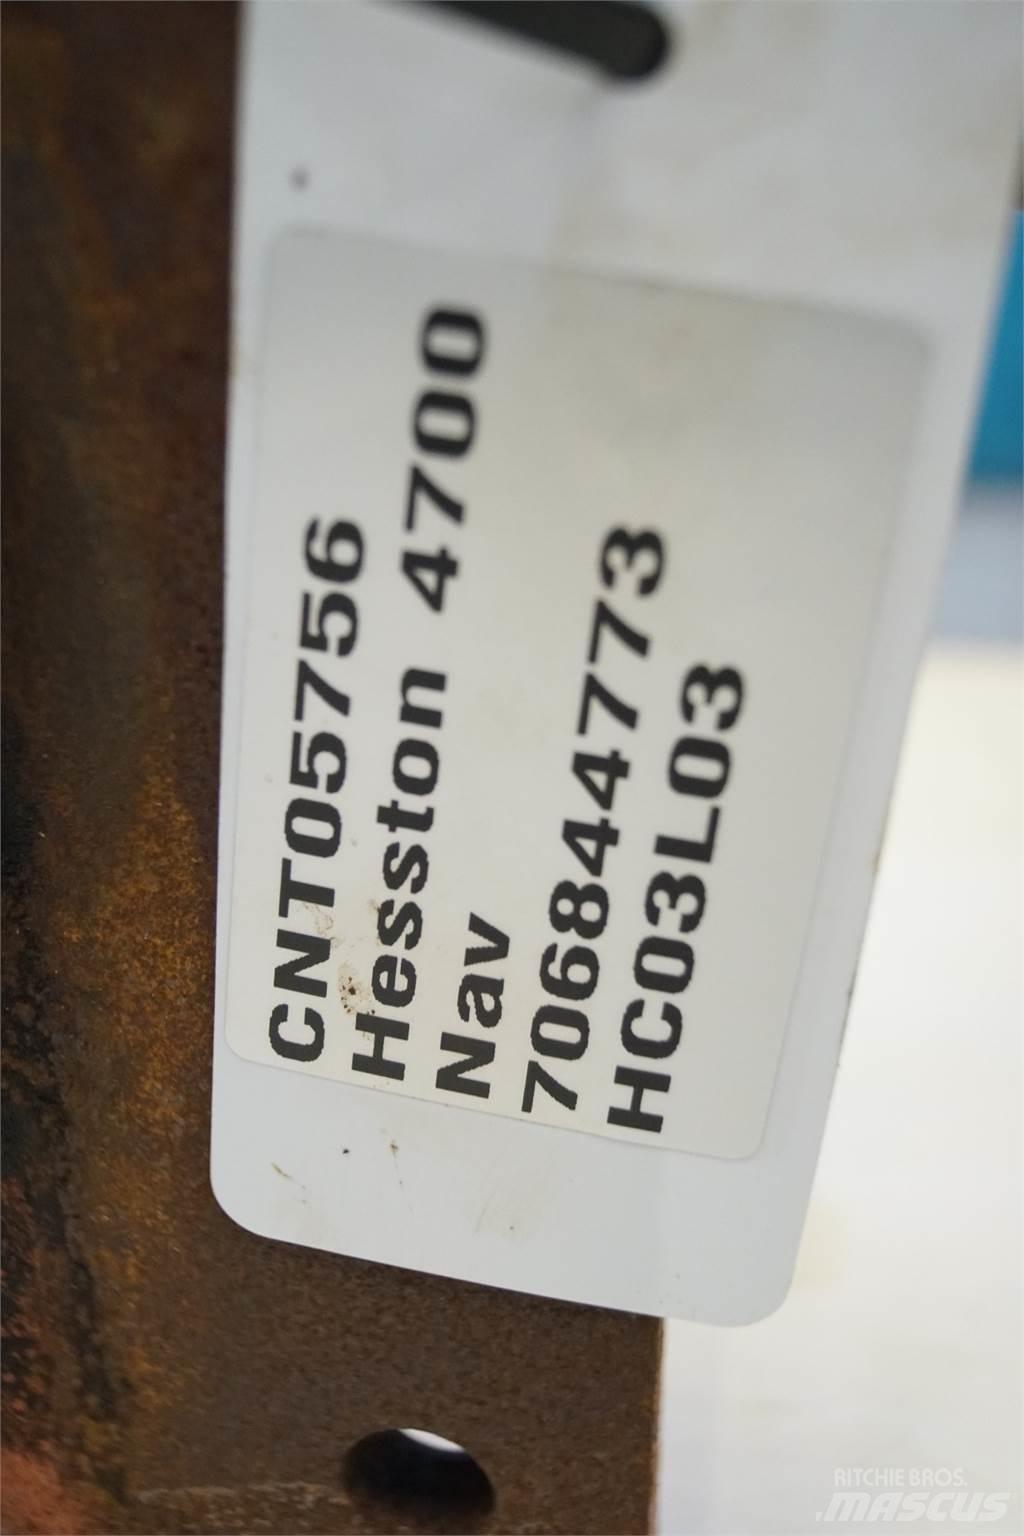 CNT05756
Hesston 4700
Nav
706844773
HC03L03
RITCHIE BROS.
MASCUS